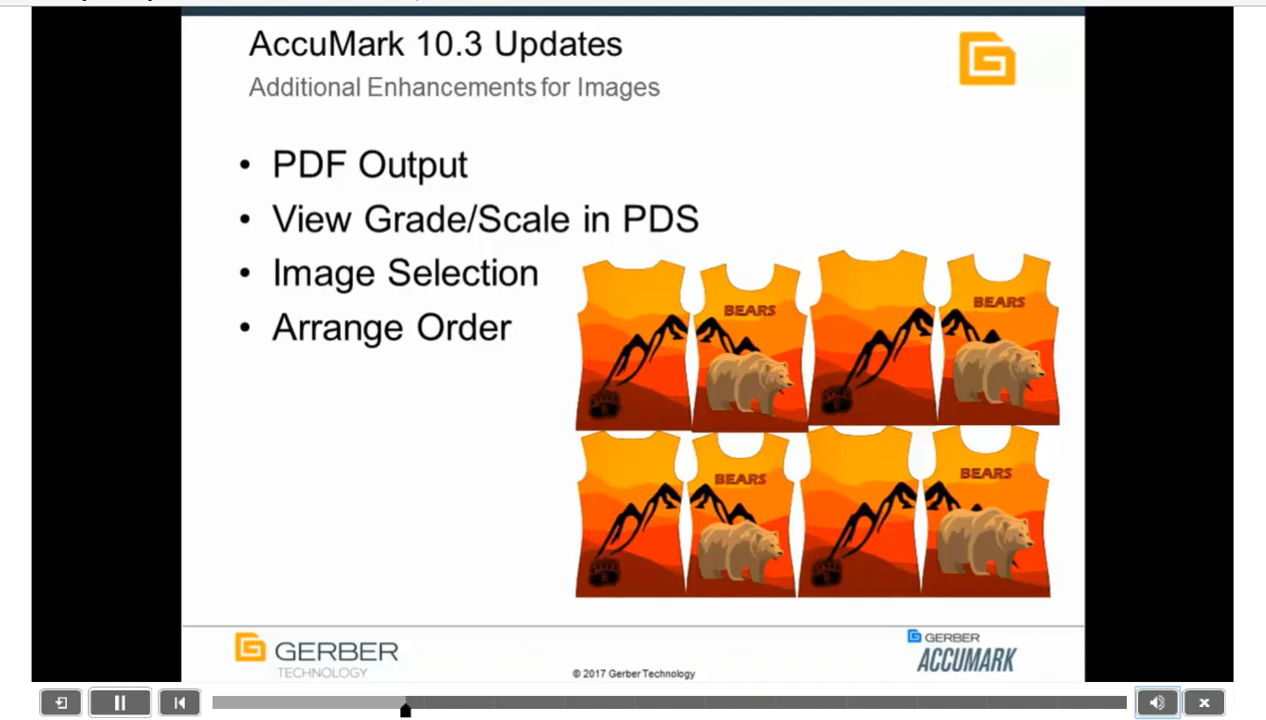 AccuMark 10.3 Updates
Additional Enhancements for Images
• PDF Output
• View Grade/Scale in PDS
• Image Selection
• Arrange Order
BEARS
BEARS
BEARS
BEARS
GERBER
TECHNOLOGY
© 2017 Gerber Technology
GERBER
ACCUMARK